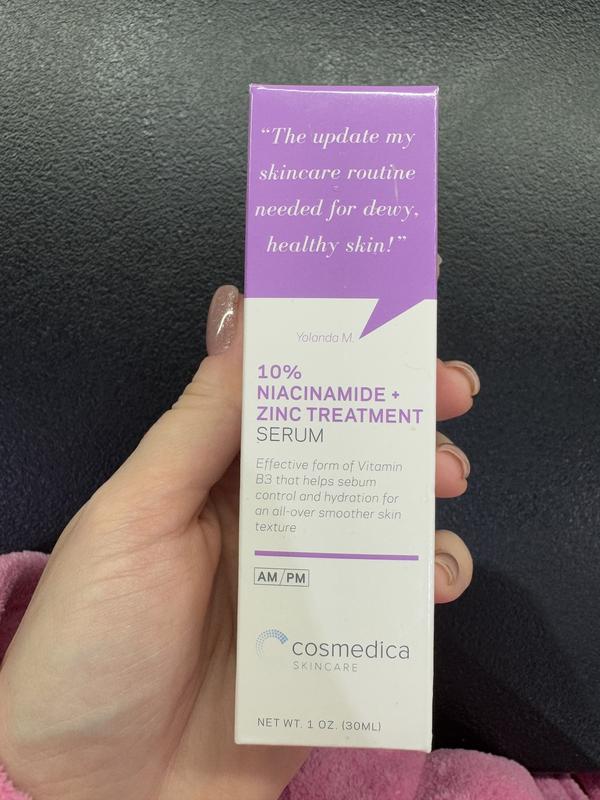 “The update my
skincare routine
needed for dewy,
healthy skin!”
Yolanda M.
10%
NIACINAMIDE +
ZINC TREATMENT
SERUM
Effective form of Vitamin
B3 that helps sebum
control and hydration for
an all-over smoother skin
texture
AM/PM
cosmedica
SKINCARE
NET WT. 1 OZ. (30ML)